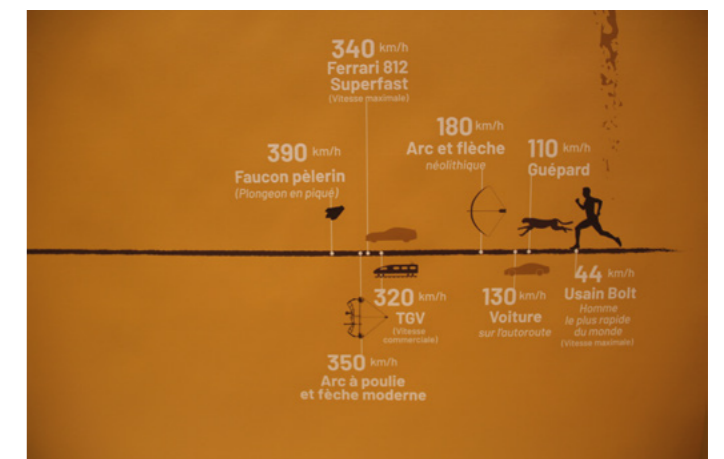 340 km/h
Ferrari 812
Superfast
(Vitesse maximale)
390 km/h
Faucon pèlerin
(Plongeon en piqué)
180 km/h
Arc et flèche
néolithique
110 km/h
Guépard
320 km/h
TGV
(Vitesse
commerciale)
350 km/h
Arc à poulie
et fèche moderne
130 km/h
Voiture
sur l'autoroute
44 km/h
Usain Bolt
Homme
le plus rapide
du monde
(Vitesse maximale)